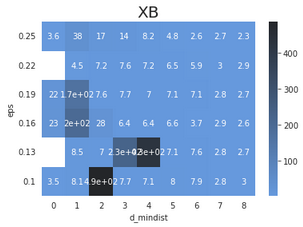 XB
0.25 3.6 38 17 14 8.2 4.8 2.6 2.7 2.3
0.22 4.5 7.2 7.6 7.2 6.5 5.9 3 2.9
0.19 22 1.7e+02 7.6 7.7 7 7.1 7.1 2.8 2.7
0.16 23 2e+02 28 6.4 6.4 6.6 3.7 2.9 2.6
0.13 8.5 7 2.3e+02 4.3e+02 7.1 7.6 2.8 2.7
0.1 3.5 8.1 4.9e+02 7.7 7.1 8 7.9 2.8 3
0 1 2 3 4 5 6 7 8
eps
d_mindist
400
300
200
100